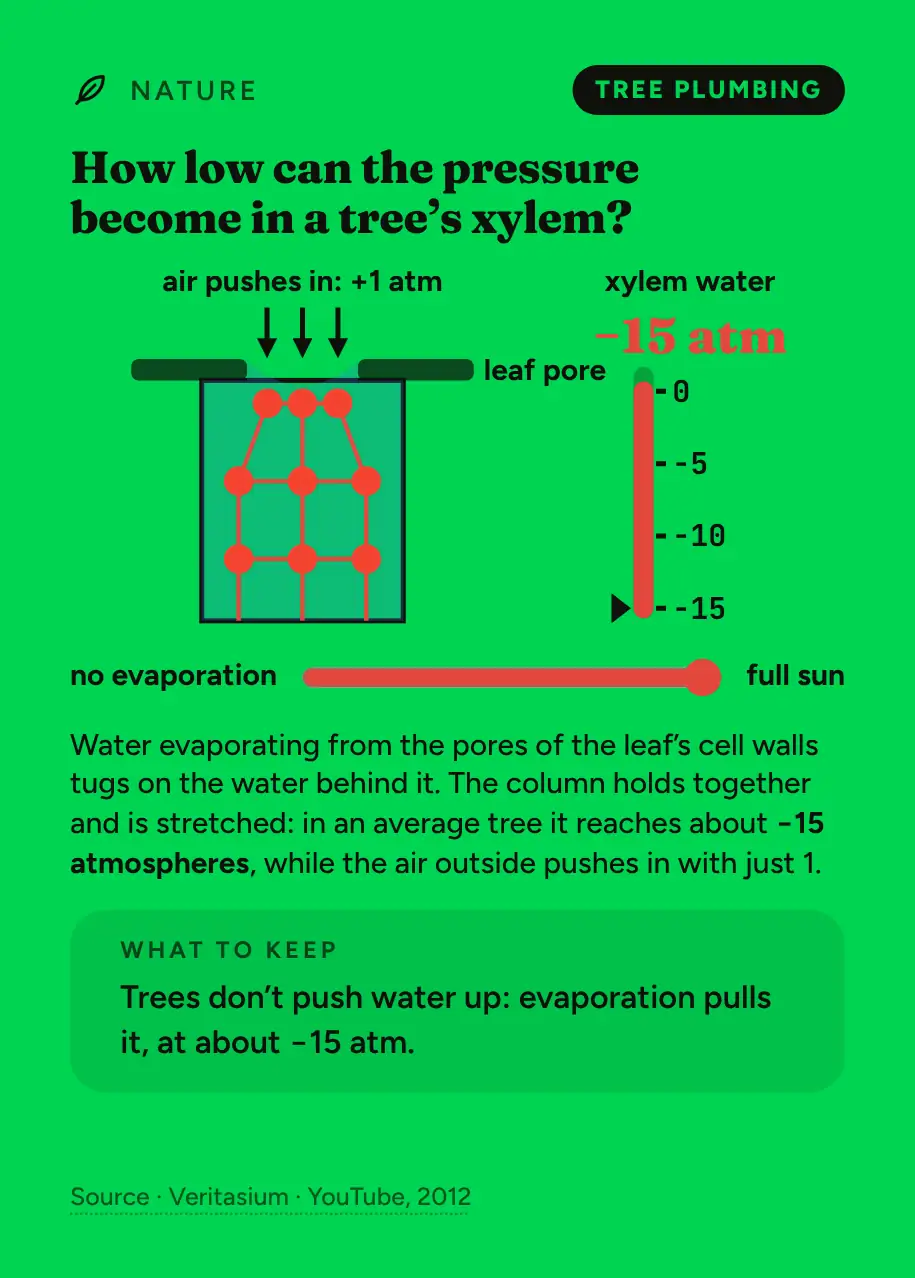 NATURE
TREE PLUMBING
How low can the pressure
become in a tree’s xylem?
air pushes in: +1 atm
xylem water
−15 atm
leaf pore
0
-5
-10
-15
no evaporation
full sun
Water evaporating from the pores of the leaf’s cell walls
tugs on the water behind it. The column holds together
and is stretched: in an average tree it reaches about −15
atmospheres, while the air outside pushes in with just 1.
WHAT TO KEEP
Trees don’t push water up: evaporation pulls
it, at about −15 atm.
Source · Veritasium · YouTube, 2012